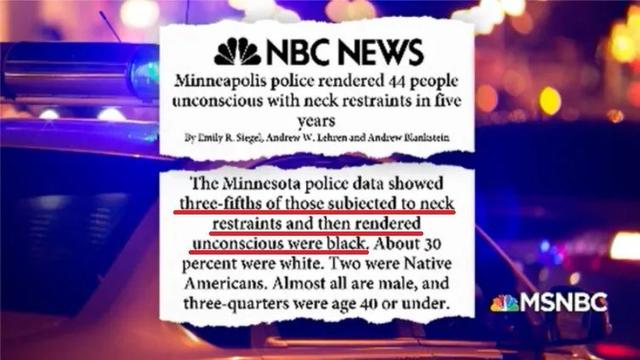 NBC NEWS
Minneapolis police rendered 44 people
unconscious with neck restraints in five
years
By Emily R. Siegel, Andrew W. Lehren and Andrew Blankstein
The Minnesota police data showed
three-fifths of those subjected to neck
restraints and then rendered
unconscious were black. About 30
percent were white. Two were Native
Americans. Almost all are male, and
three-quarters were age 40 or under.
MSNBC